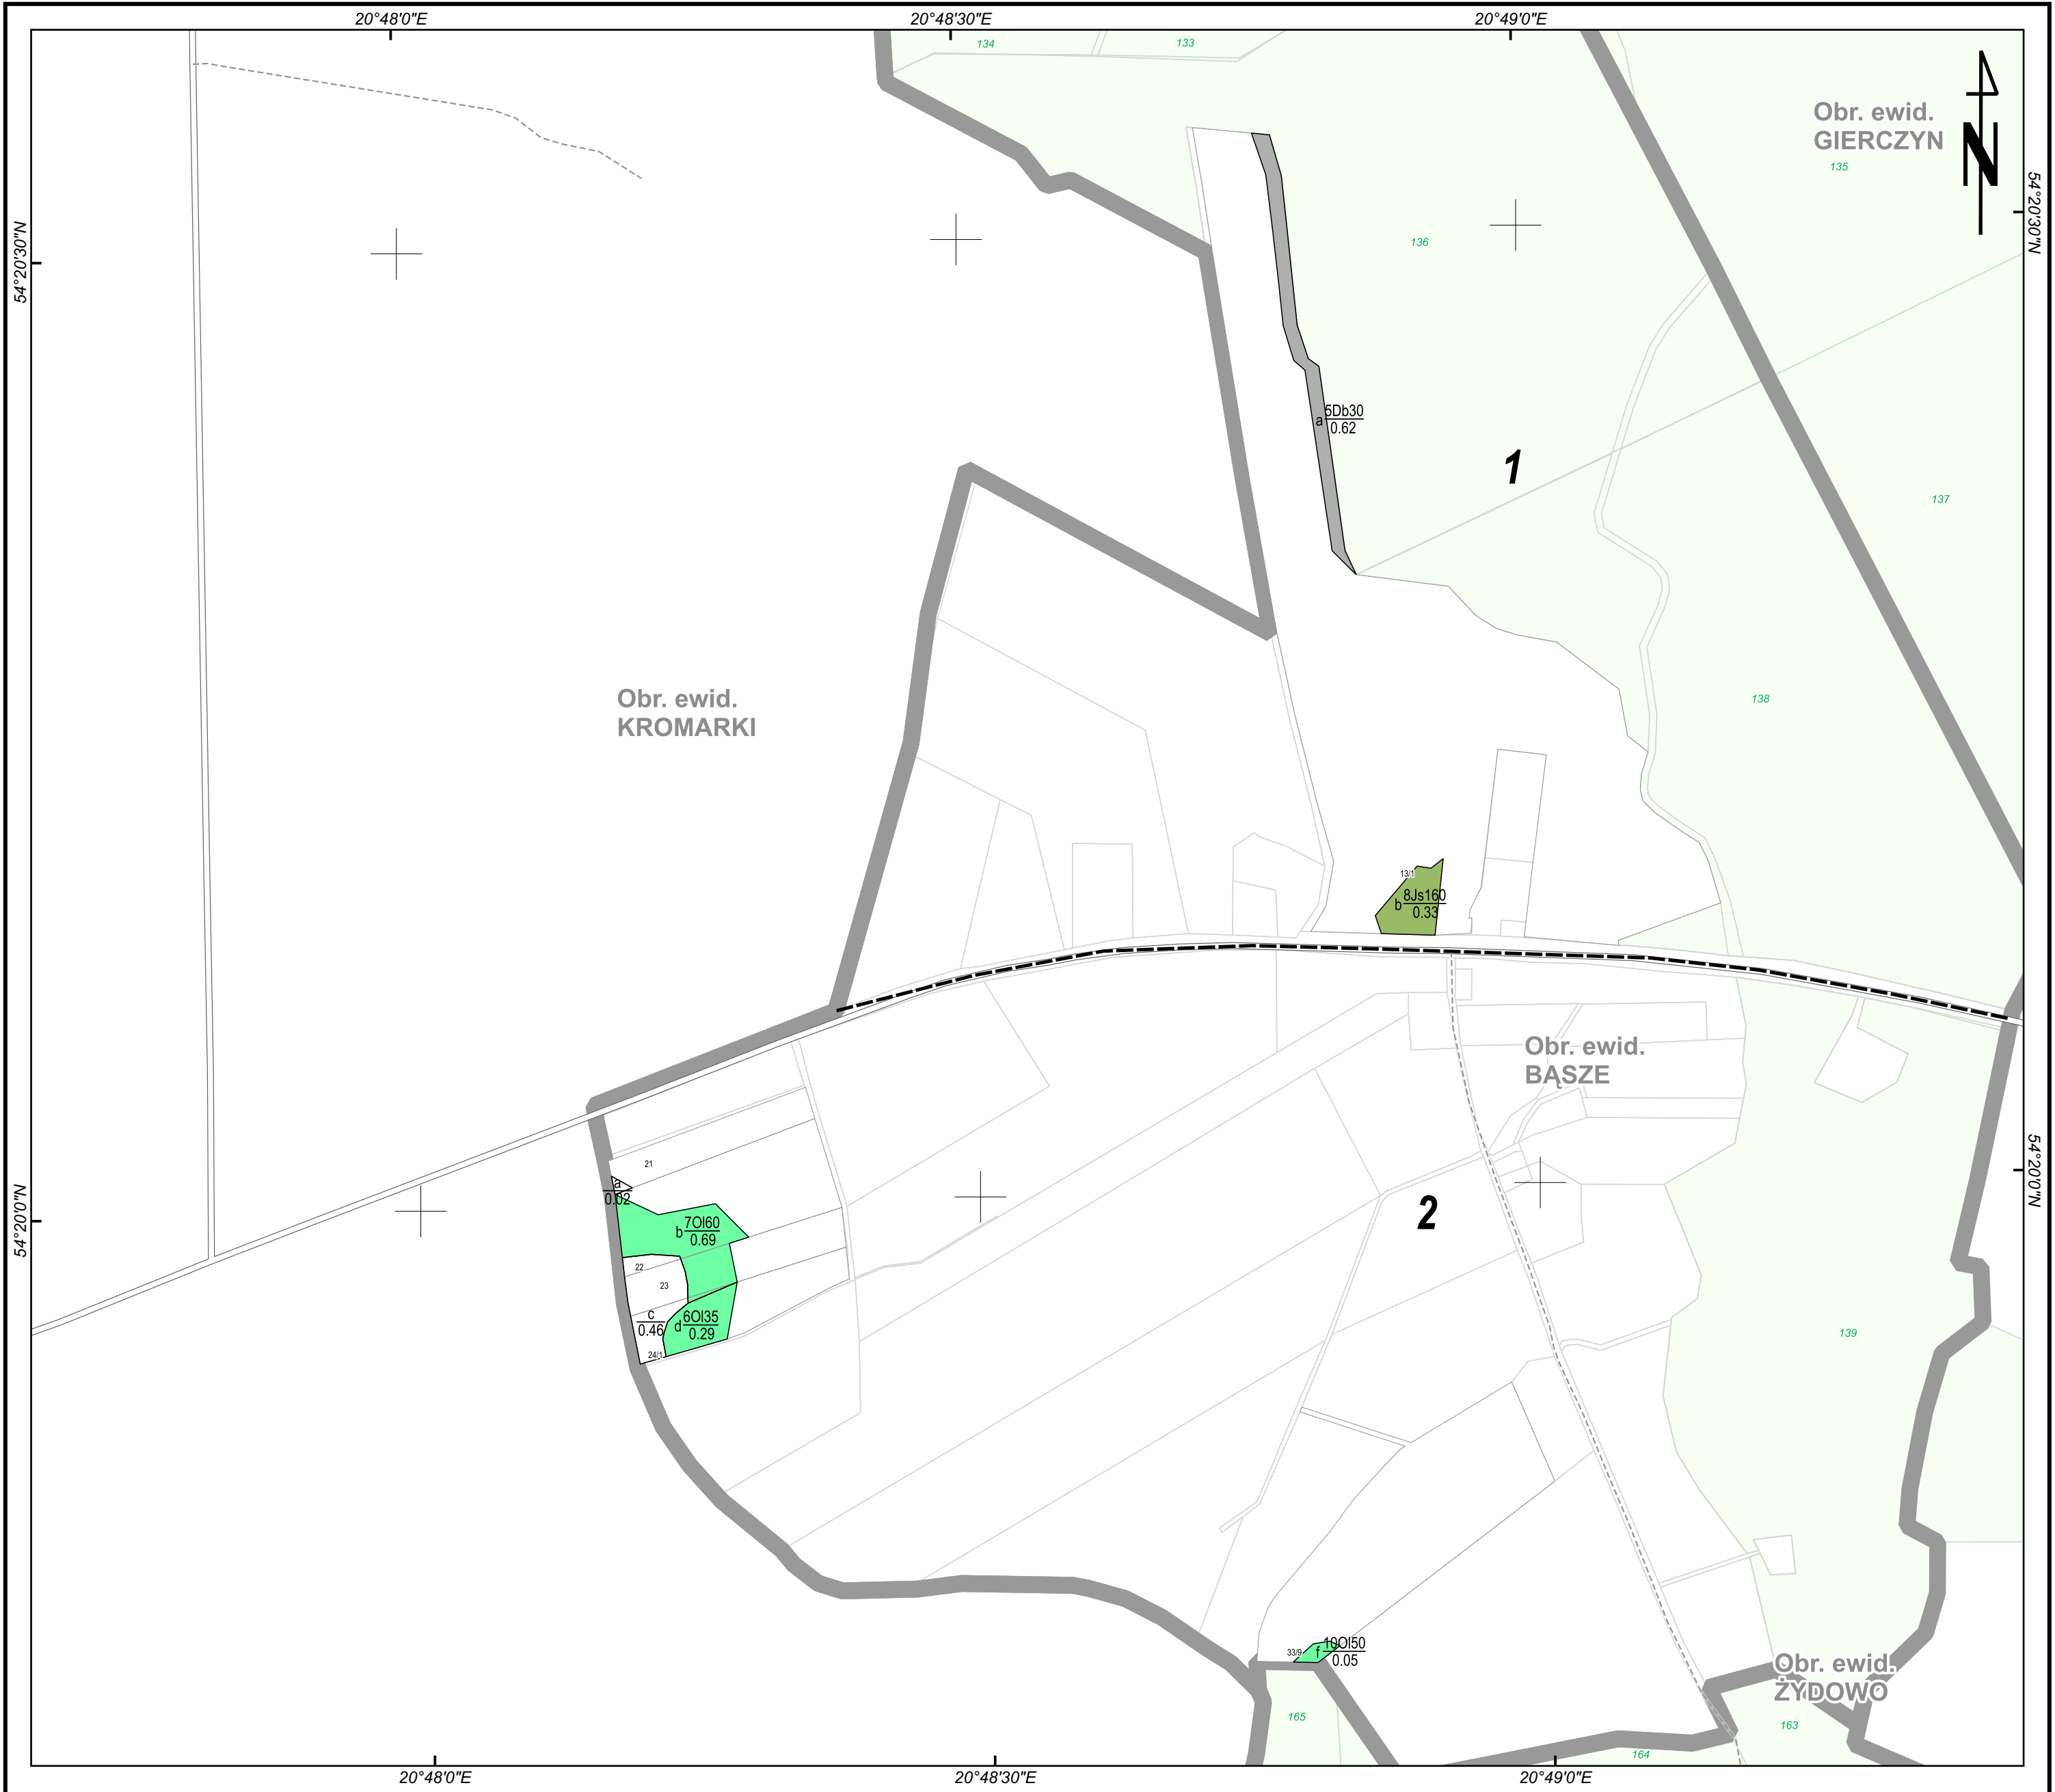 20°48'0"E
20°48'30"E
20°49'0"E
134
133
Obr. ewid.
GIERCZYN
N
135
136
54°20'30"N
54°20'30"N
5Db30
a
0.62
1
137
Obr. ewid.
KROMARKI
138
13/1
8Js160
b
0.33
Obr. ewid.
BĄSZE
21
a
0.02
54°20'0"N
54°20'0"N
2
7Ol60
b
0.69
22
23
c
0.46
6Ol35
d
0.29
24/1
139
33/9
10Ol50
f
0.05
Obr. ewid.
ŻYDOWO
165
163
164
20°48'0"E
20°48'30"E
20°49'0"E